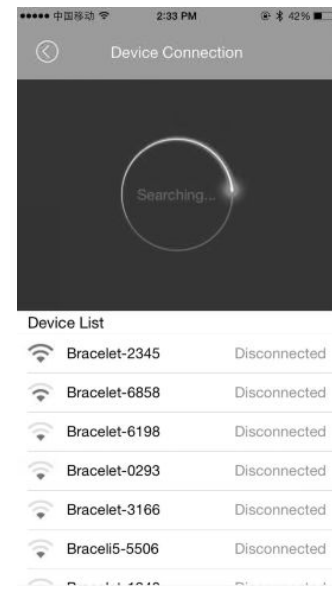 中国移动 2:33 PM 42%
Device Connection
Searching...
Device List
Bracelet-2345 Disconnected
Bracelet-6858 Disconnected
Bracelet-6198 Disconnected
Bracelet-0293 Disconnected
Bracelet-3166 Disconnected
Braceli5-5506 Disconnected